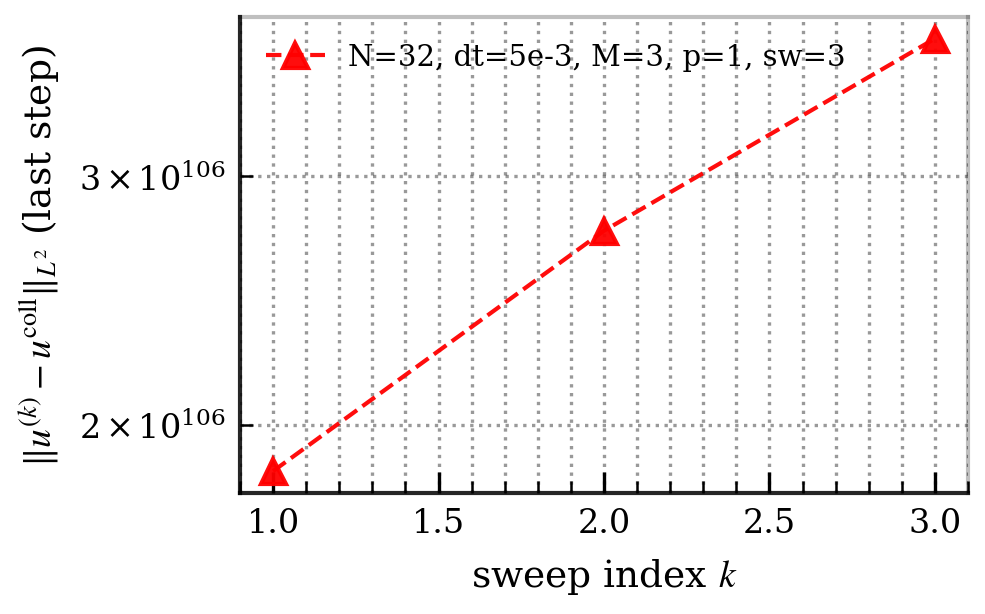 N=32, dt=5e-3, M=3, p=1, sw=3
‖u^(k) − u^coll‖_L² (last step)
3 × 10^106
2 × 10^106
1.0 1.5 2.0 2.5 3.0
sweep index k